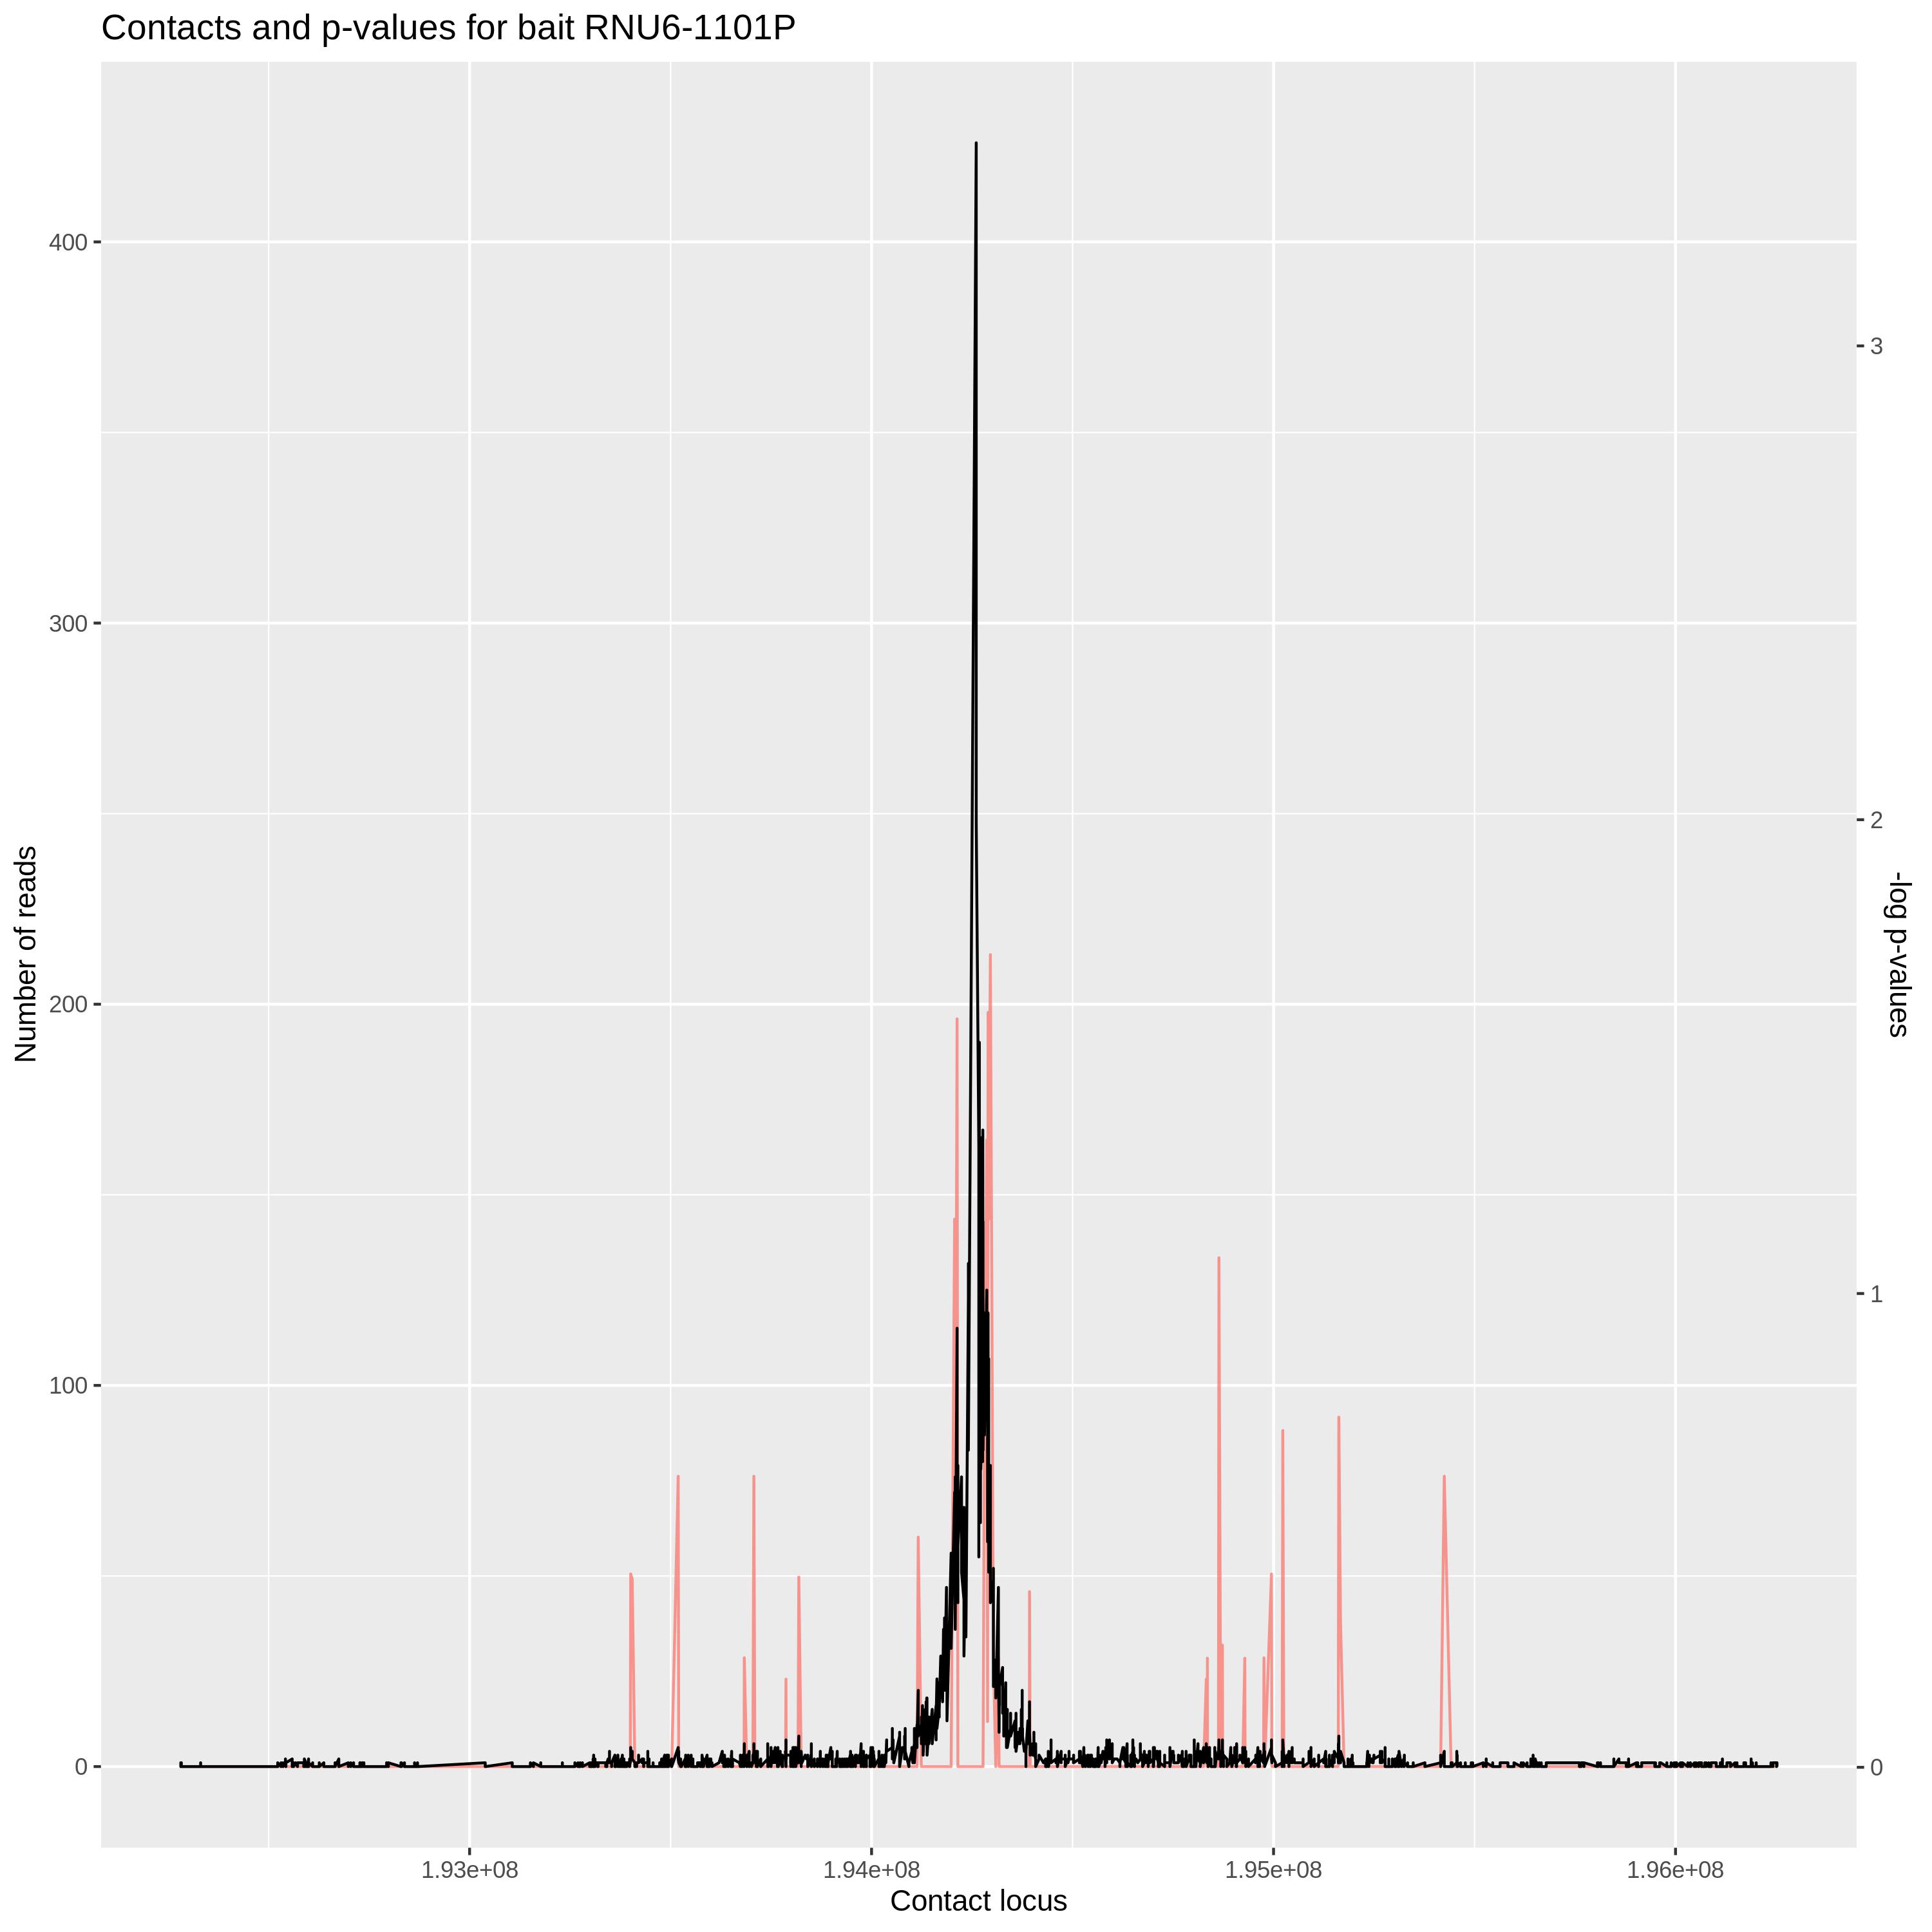 Contacts and p-values for bait RNU6-1101P
400
300
200
100
0
Number of reads
3
2
1
0
-log p-values
1.93e+08
1.94e+08
1.95e+08
1.96e+08
Contact locus